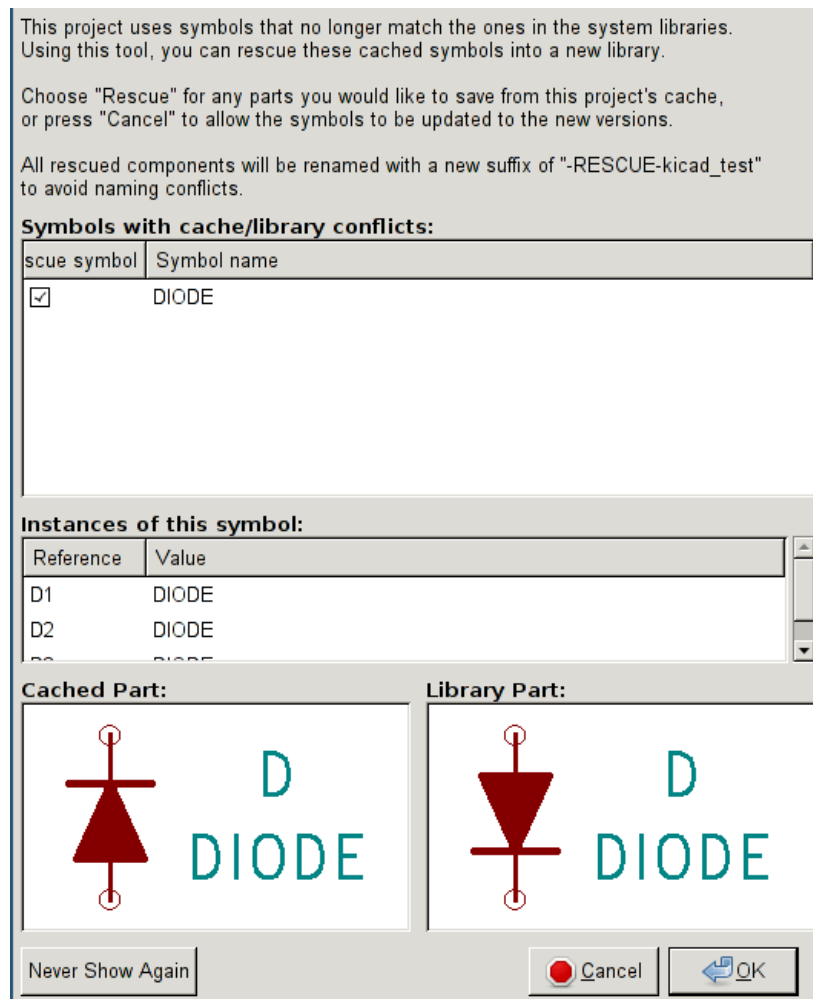 This project uses symbols that no longer match the ones in the system libraries.
Using this tool, you can rescue these cached symbols into a new library.
Choose "Rescue" for any parts you would like to save from this project's cache,
or press "Cancel" to allow the symbols to be updated to the new versions.
All rescued components will be renamed with a new suffix of "-RESCUE-kicad_test"
to avoid naming conflicts.
Symbols with cache/library conflicts:
scue symbol Symbol name
DIODE
Instances of this symbol:
Reference Value
D1 DIODE
D2 DIODE
Cached Part: Library Part:
D D
DIODE DIODE
Never Show Again Cancel OK